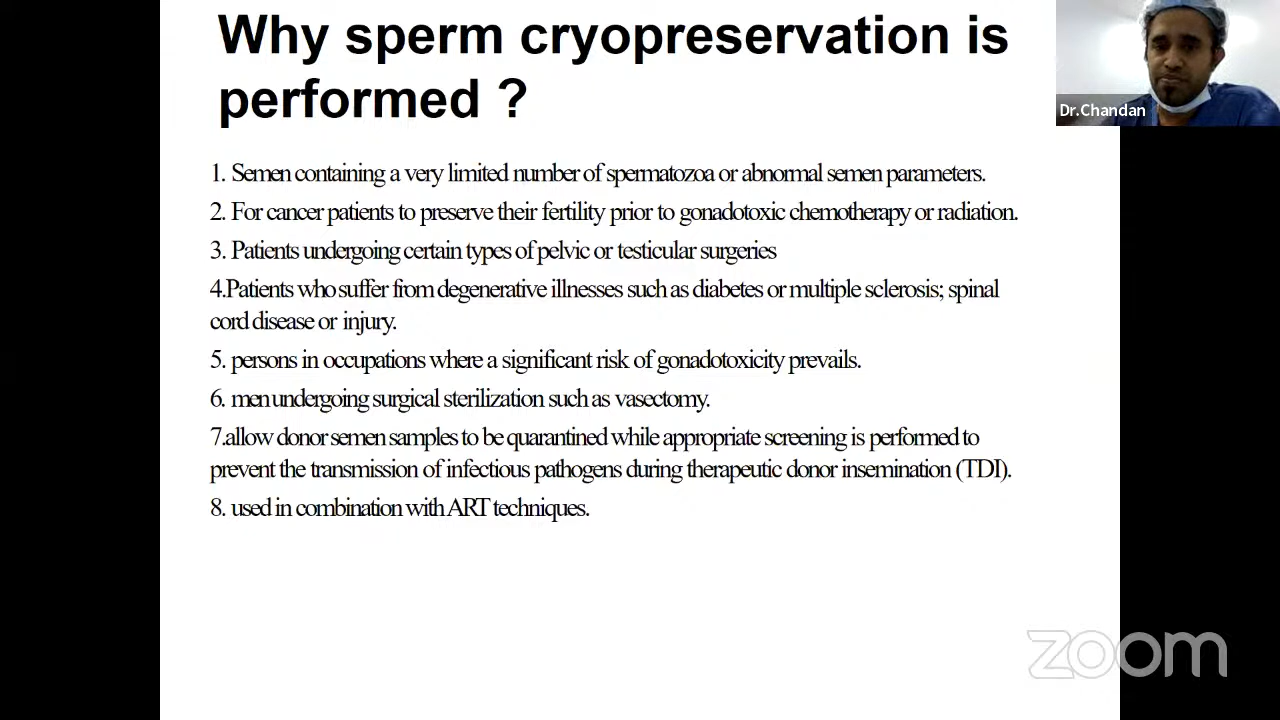 Why sperm cryopreservation is
performed ?
Dr.Chandan
1. Semen containing a very limited number of spermatozoa or abnormal semen parameters.
2. For cancer patients to preserve their fertility prior to gonadotoxic chemotherapy or radiation.
3. Patients undergoing certain types of pelvic or testicular surgeries
4.Patients who suffer from degenerative illnesses such as diabetes or multiple sclerosis; spinal
cord disease or injury.
5. persons in occupations where a significant risk of gonadotoxicity prevails.
6. men undergoing surgical sterilization such as vasectomy.
7.allow donor semen samples to be quarantined while appropriate screening is performed to
prevent the transmission of infectious pathogens during therapeutic donor insemination (TDI).
8. used in combination with ART techniques.
zoom